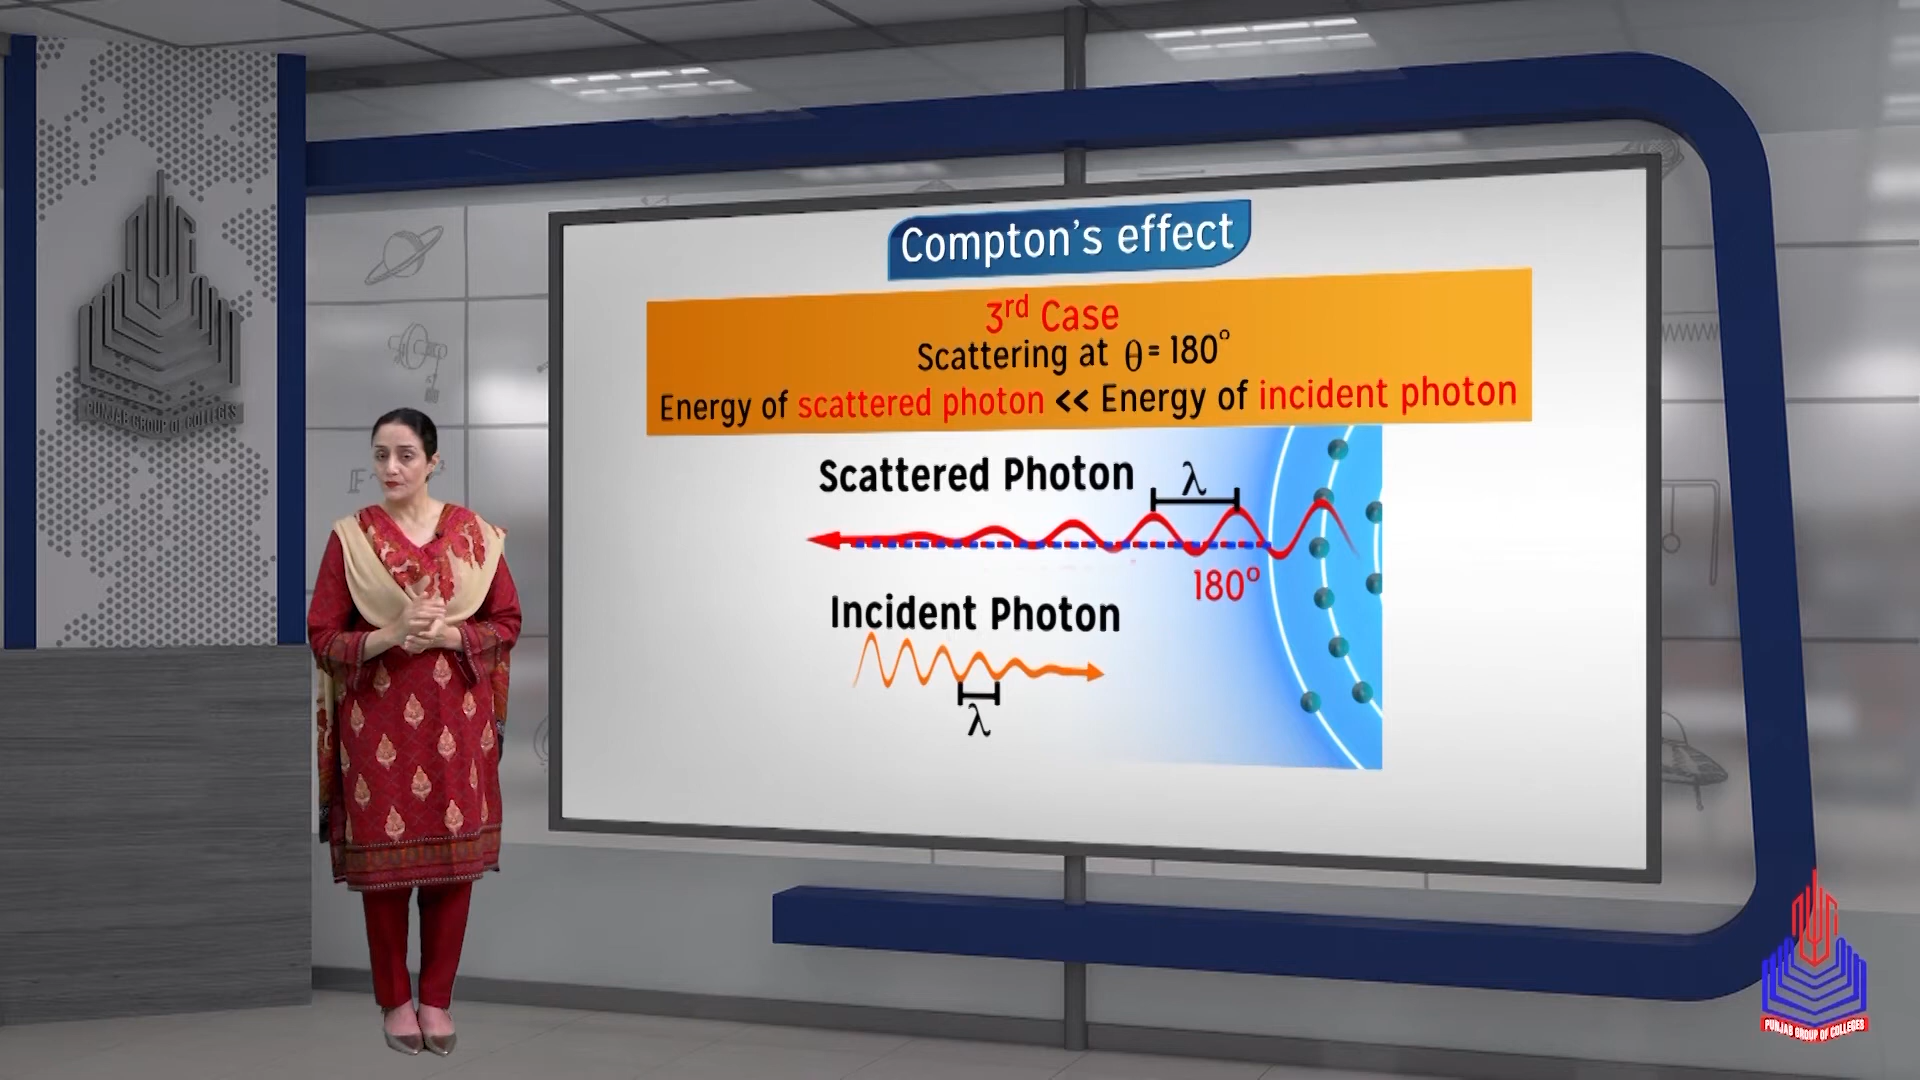 Compton's effect
3rd Case
Scattering at θ = 180°
Energy of scattered photon << Energy of incident photon
Scattered Photon
λ
180°
Incident Photon
λ
PUNJAB GROUP OF COLLEGES
PUNJAB GROUP OF COLLEGES